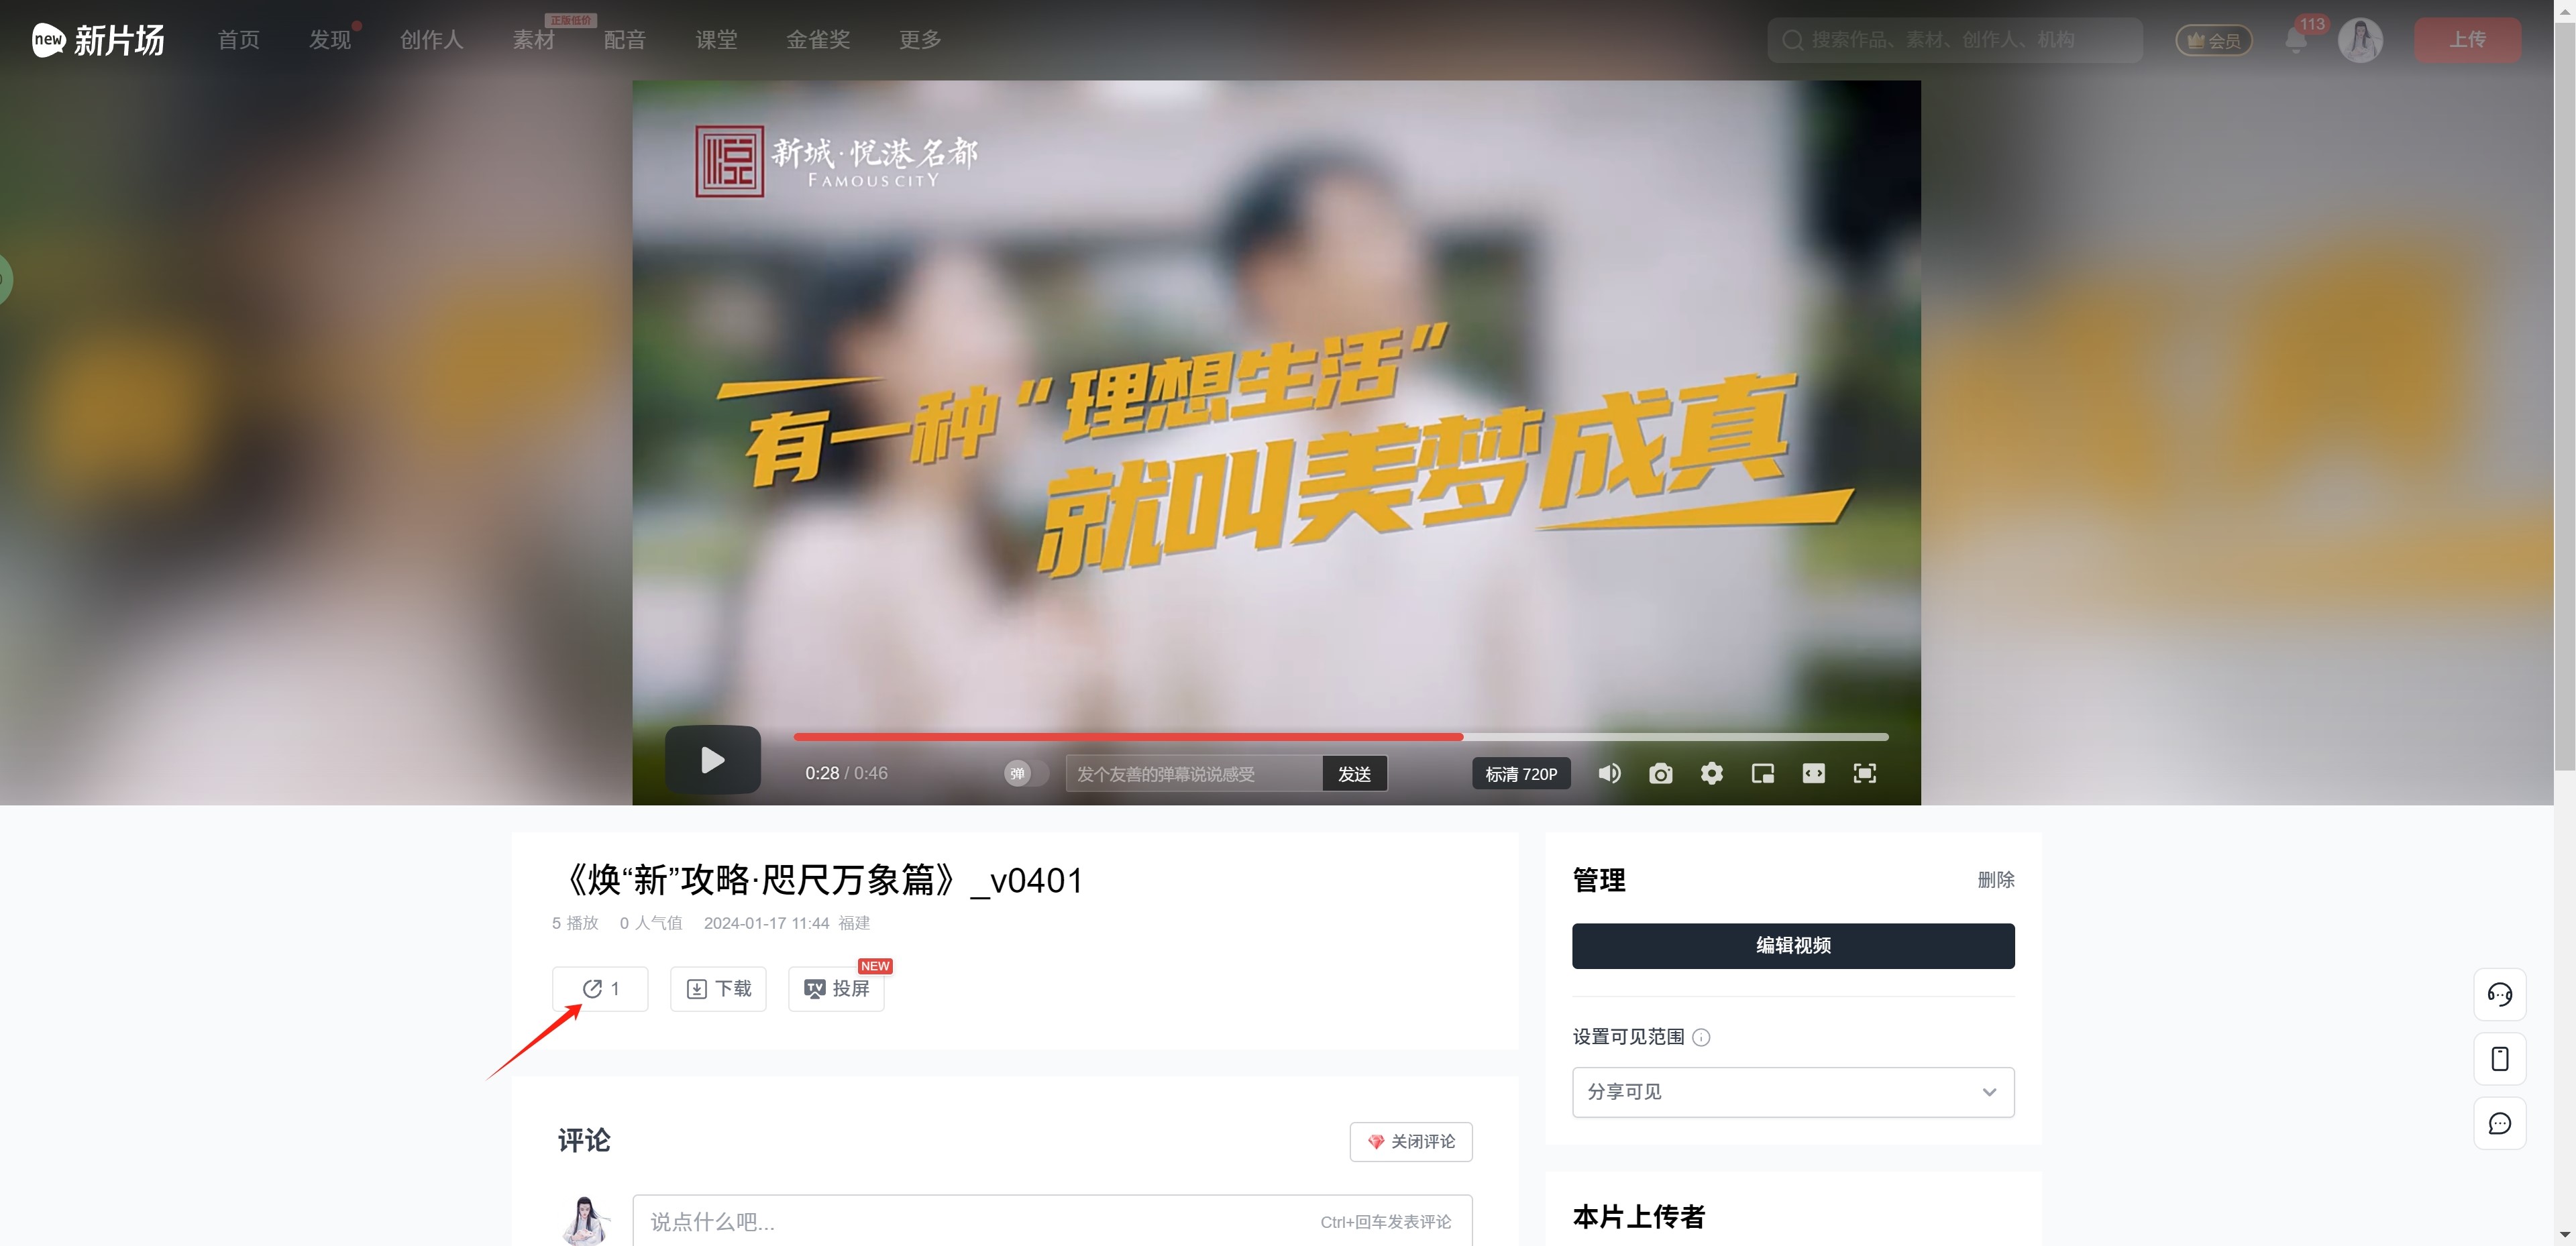 new 新片场
首页 发现 创作人 素材 正版低价 配音 课堂 金雀奖 更多
搜索作品、素材、创作人、机构
会员 113 上传
新城·悦港名都
FAMOUS CITY
有一种“理想生活”
就叫美梦成真
0:28 / 0:46 弹 发个友善的弹幕说说感受 发送 标清 720P
《焕“新”攻略·咫尺万象篇》_v0401
5 播放 0 人气值 2024-01-17 11:44 福建
1 下载 TV 投屏 NEW
管理 删除
编辑视频
设置可见范围
分享可见
评论 关闭评论
说点什么吧... Ctrl+回车发表评论
本片上传者